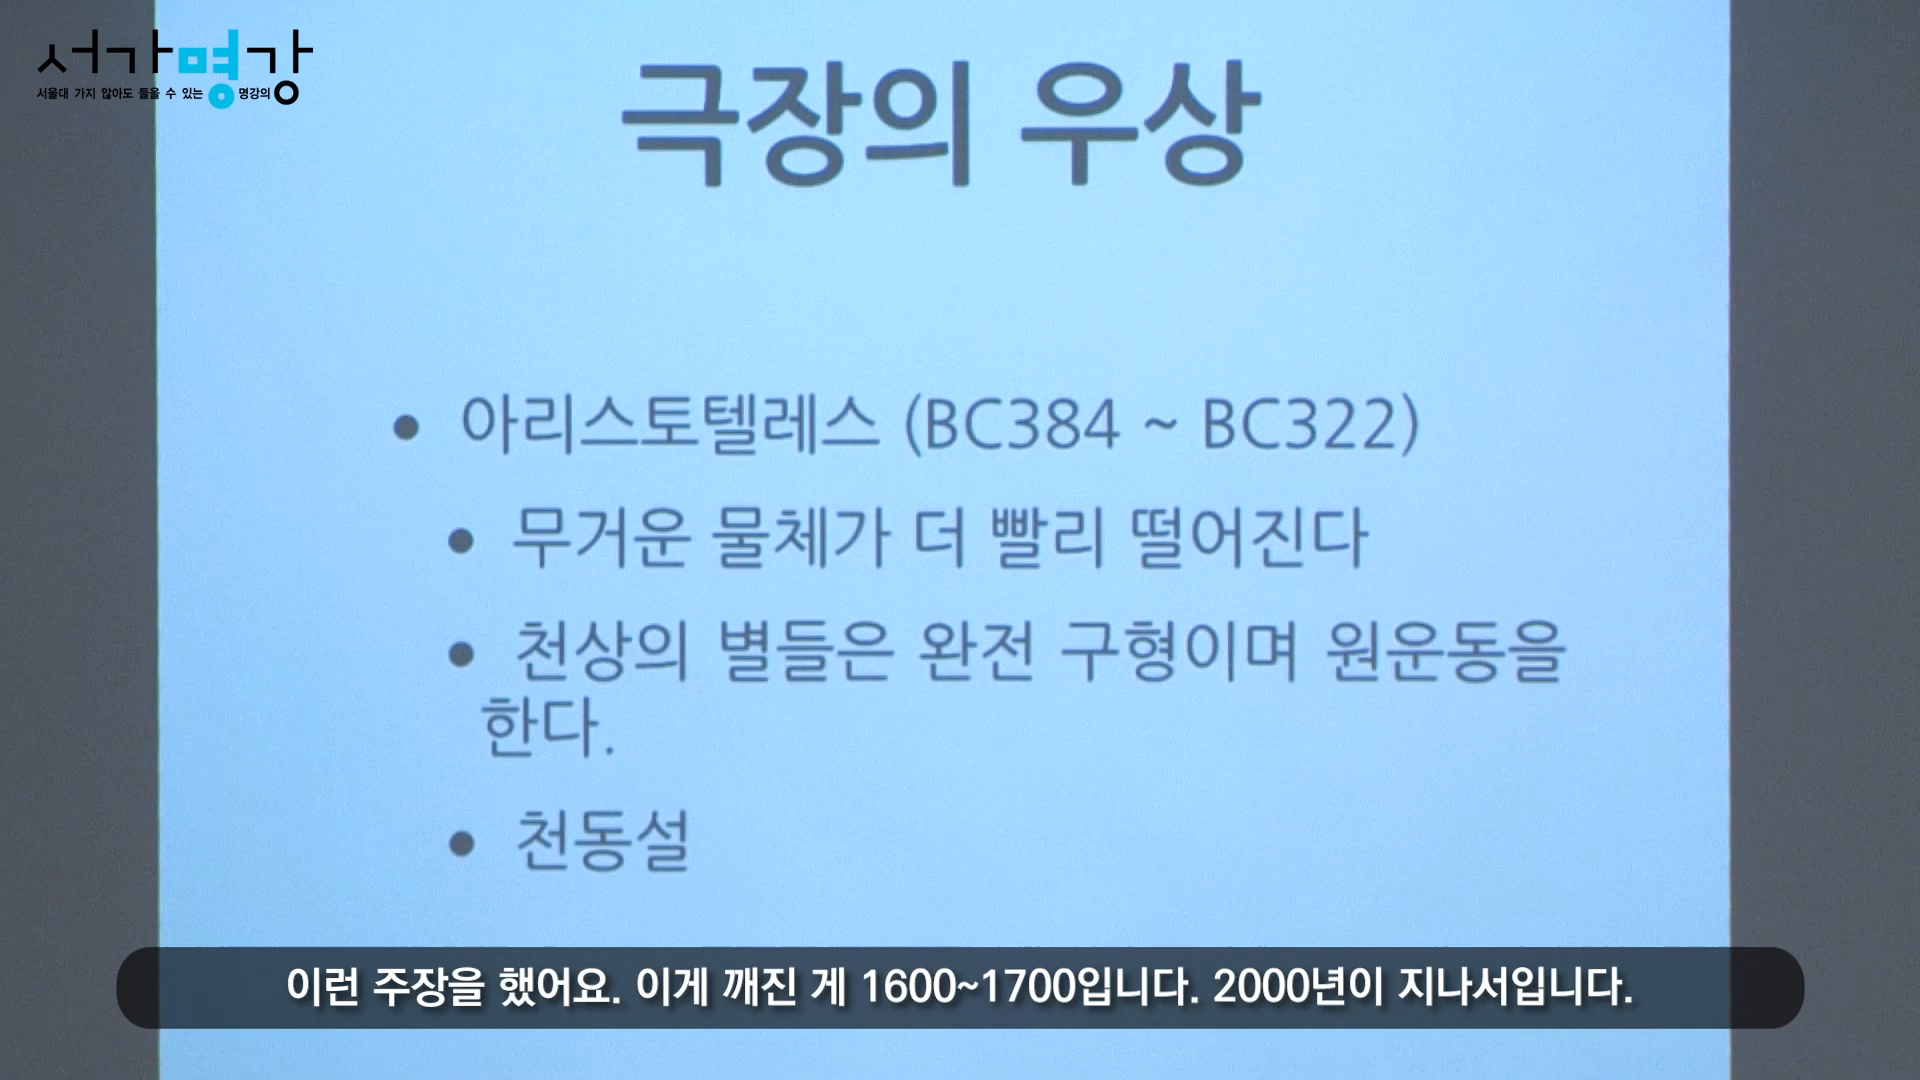 서가명강
서울대 가지 않아도 들을 수 있는 명강의
극장의 우상
● 아리스토텔레스 (BC384 ~ BC322)
● 무거운 물체가 더 빨리 떨어진다
● 천상의 별들은 완전 구형이며 원운동을
한다.
● 천동설
이런 주장을 했어요. 이게 깨진 게 1600~1700입니다. 2000년이 지나서입니다.